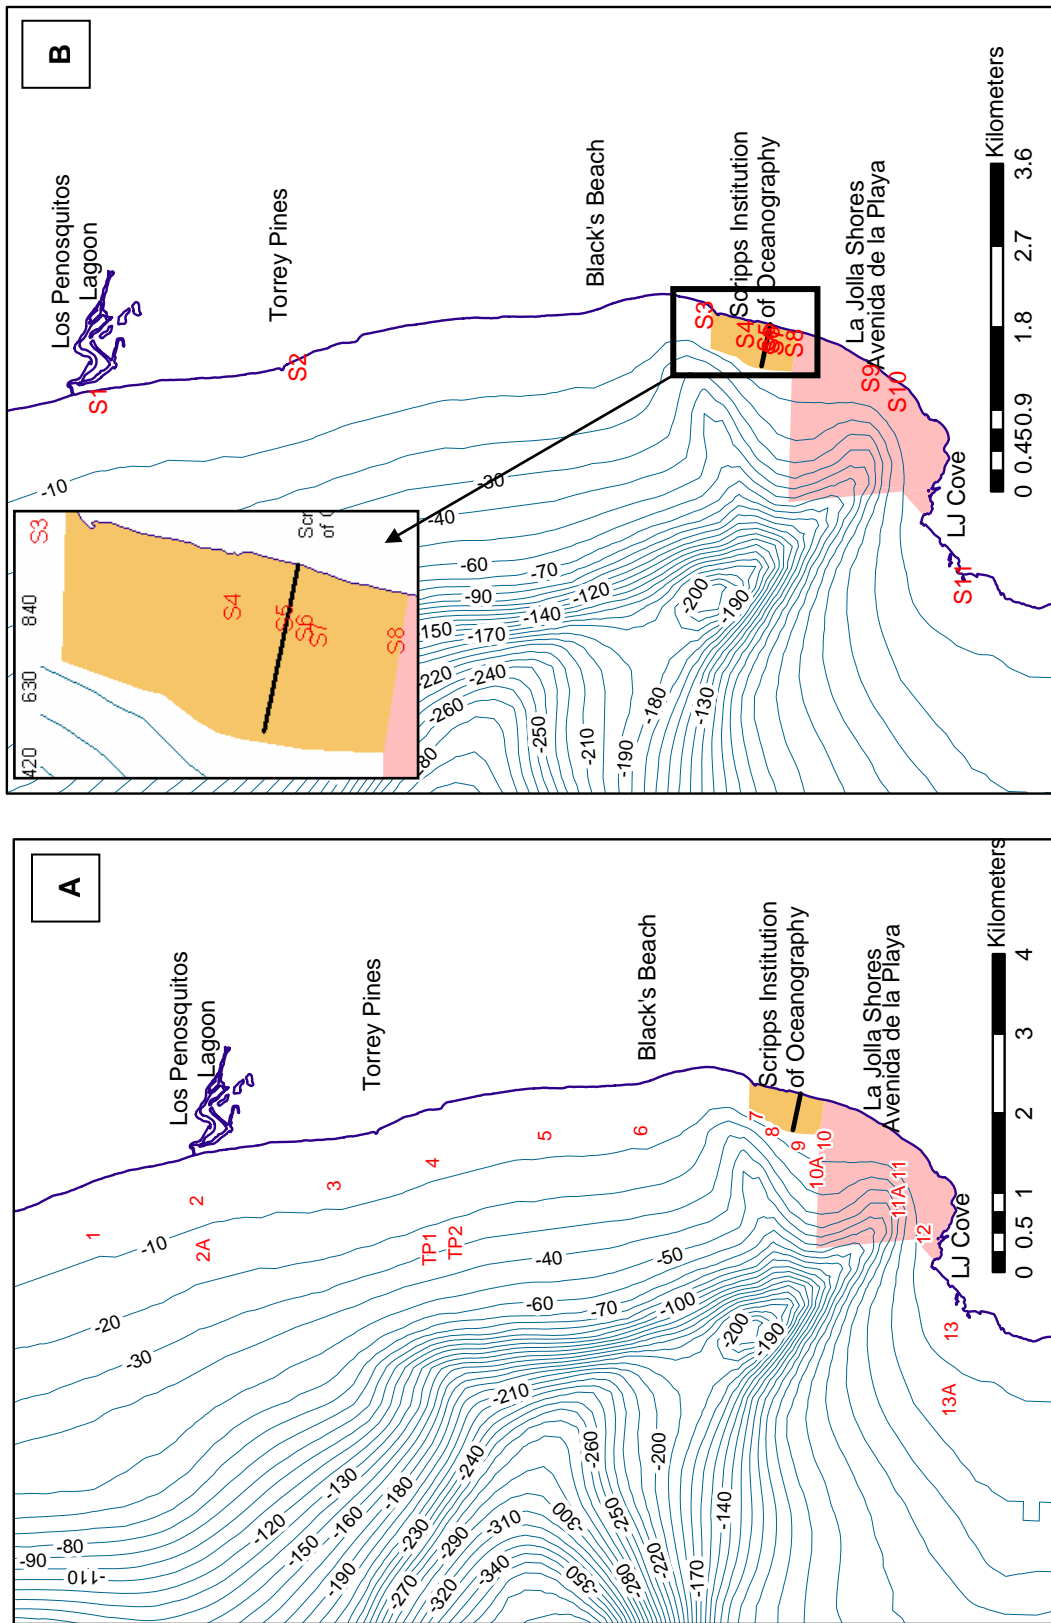 A
Los Penosquitos
Lagoon
Torrey Pines
Black's Beach
Scripps Institution
of Oceanography
La Jolla Shores
Avenida de la Playa
LJ Cove
1
2
2A
3
4
TP1
TP2
5
6
7
8
9
10
10A
11
11A
12
13
13A
-10
-20
-30
-40
-50
-60
-70
-100
-80
-90
-110
-120
-130
-150
-160
-180
-190
-210
-230
-240
-270
-290
-320
-310
-340
-300
-350
-260
-250
-280
-220
-200
-170
-140
-200
-190
0 0.5 1 2 3 4
Kilometers
B
Los Penosquitos
Lagoon
Torrey Pines
Black's Beach
Scripps Institution
of Oceanography
La Jolla Shores
Avenida de la Playa
LJ Cove
S1
S2
S3
S4
S5
S8
S9
S10
S11
-10
-30
-40
-60
-70
-90
-120
-140
-150
-170
-220
-240
-260
-250
-210
-190
-180
-130
-200
-190
-80
420 630 840
S3
S4
S5
S6
S7
S8
Scr
of O
0 0.45 0.9 1.8 2.7 3.6
Kilometers